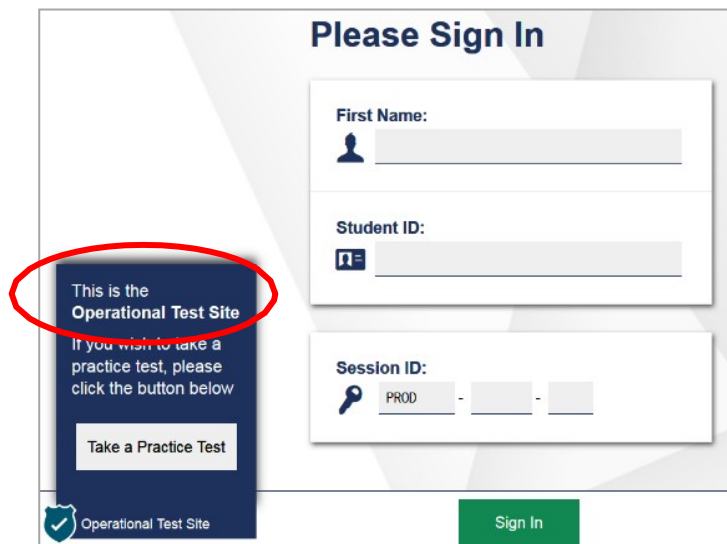 Please Sign In
First Name:
Student ID:
This is the
Operational Test Site
If you wish to take a
practice test, please
click the button below
Take a Practice Test
Session ID:
PROD - -
Operational Test Site
Sign In